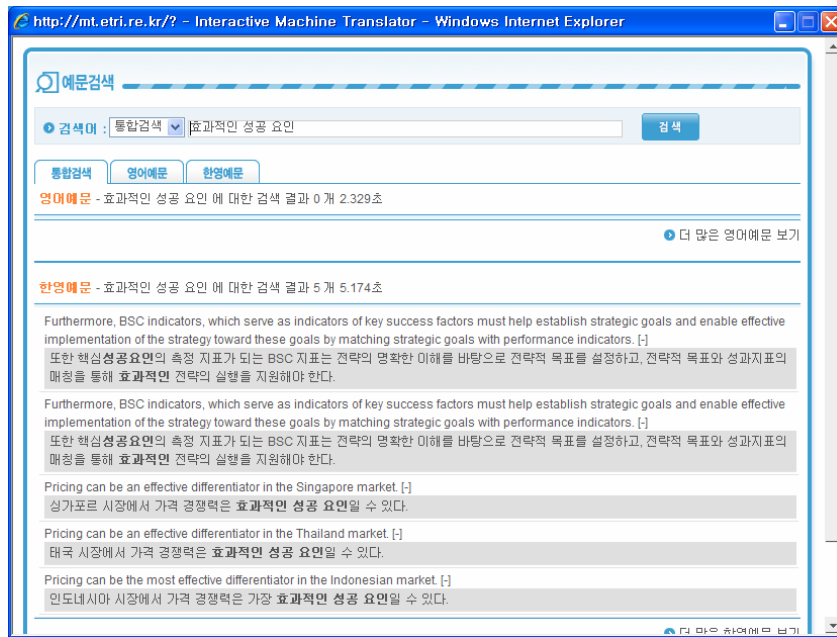 http://mt.etri.re.kr/? - Interactive Machine Translator - Windows Internet Explorer
예문검색
검색어 : 통합검색 효과적인 성공 요인 검색
통합검색 영어예문 한영예문
영어예문 - 효과적인 성공 요인 에 대한 검색 결과 0 개 2.329초
더 많은 영어예문 보기
한영예문 - 효과적인 성공 요인 에 대한 검색 결과 5 개 5.174초
Furthermore, BSC indicators, which serve as indicators of key success factors must help establish strategic goals and enable effective
implementation of the strategy toward these goals by matching strategic goals with performance indicators. [-]
또한 핵심성공요인의 측정 지표가 되는 BSC 지표는 전략의 명확한 이해를 바탕으로 전략적 목표를 설정하고, 전략적 목표와 성과지표의
매칭을 통해 효과적인 전략의 실행을 지원해야 한다.
Furthermore, BSC indicators, which serve as indicators of key success factors must help establish strategic goals and enable effective
implementation of the strategy toward these goals by matching strategic goals with performance indicators. [-]
또한 핵심성공요인의 측정 지표가 되는 BSC 지표는 전략의 명확한 이해를 바탕으로 전략적 목표를 설정하고, 전략적 목표와 성과지표의
매칭을 통해 효과적인 전략의 실행을 지원해야 한다.
Pricing can be an effective differentiator in the Singapore market. [-]
싱가포르 시장에서 가격 경쟁력은 효과적인 성공 요인일 수 있다.
Pricing can be an effective differentiator in the Thailand market. [-]
태국 시장에서 가격 경쟁력은 효과적인 성공 요인일 수 있다.
Pricing can be the most effective differentiator in the Indonesian market. [-]
인도네시아 시장에서 가격 경쟁력은 가장 효과적인 성공 요인일 수 있다.
더 많은 한영예문 보기